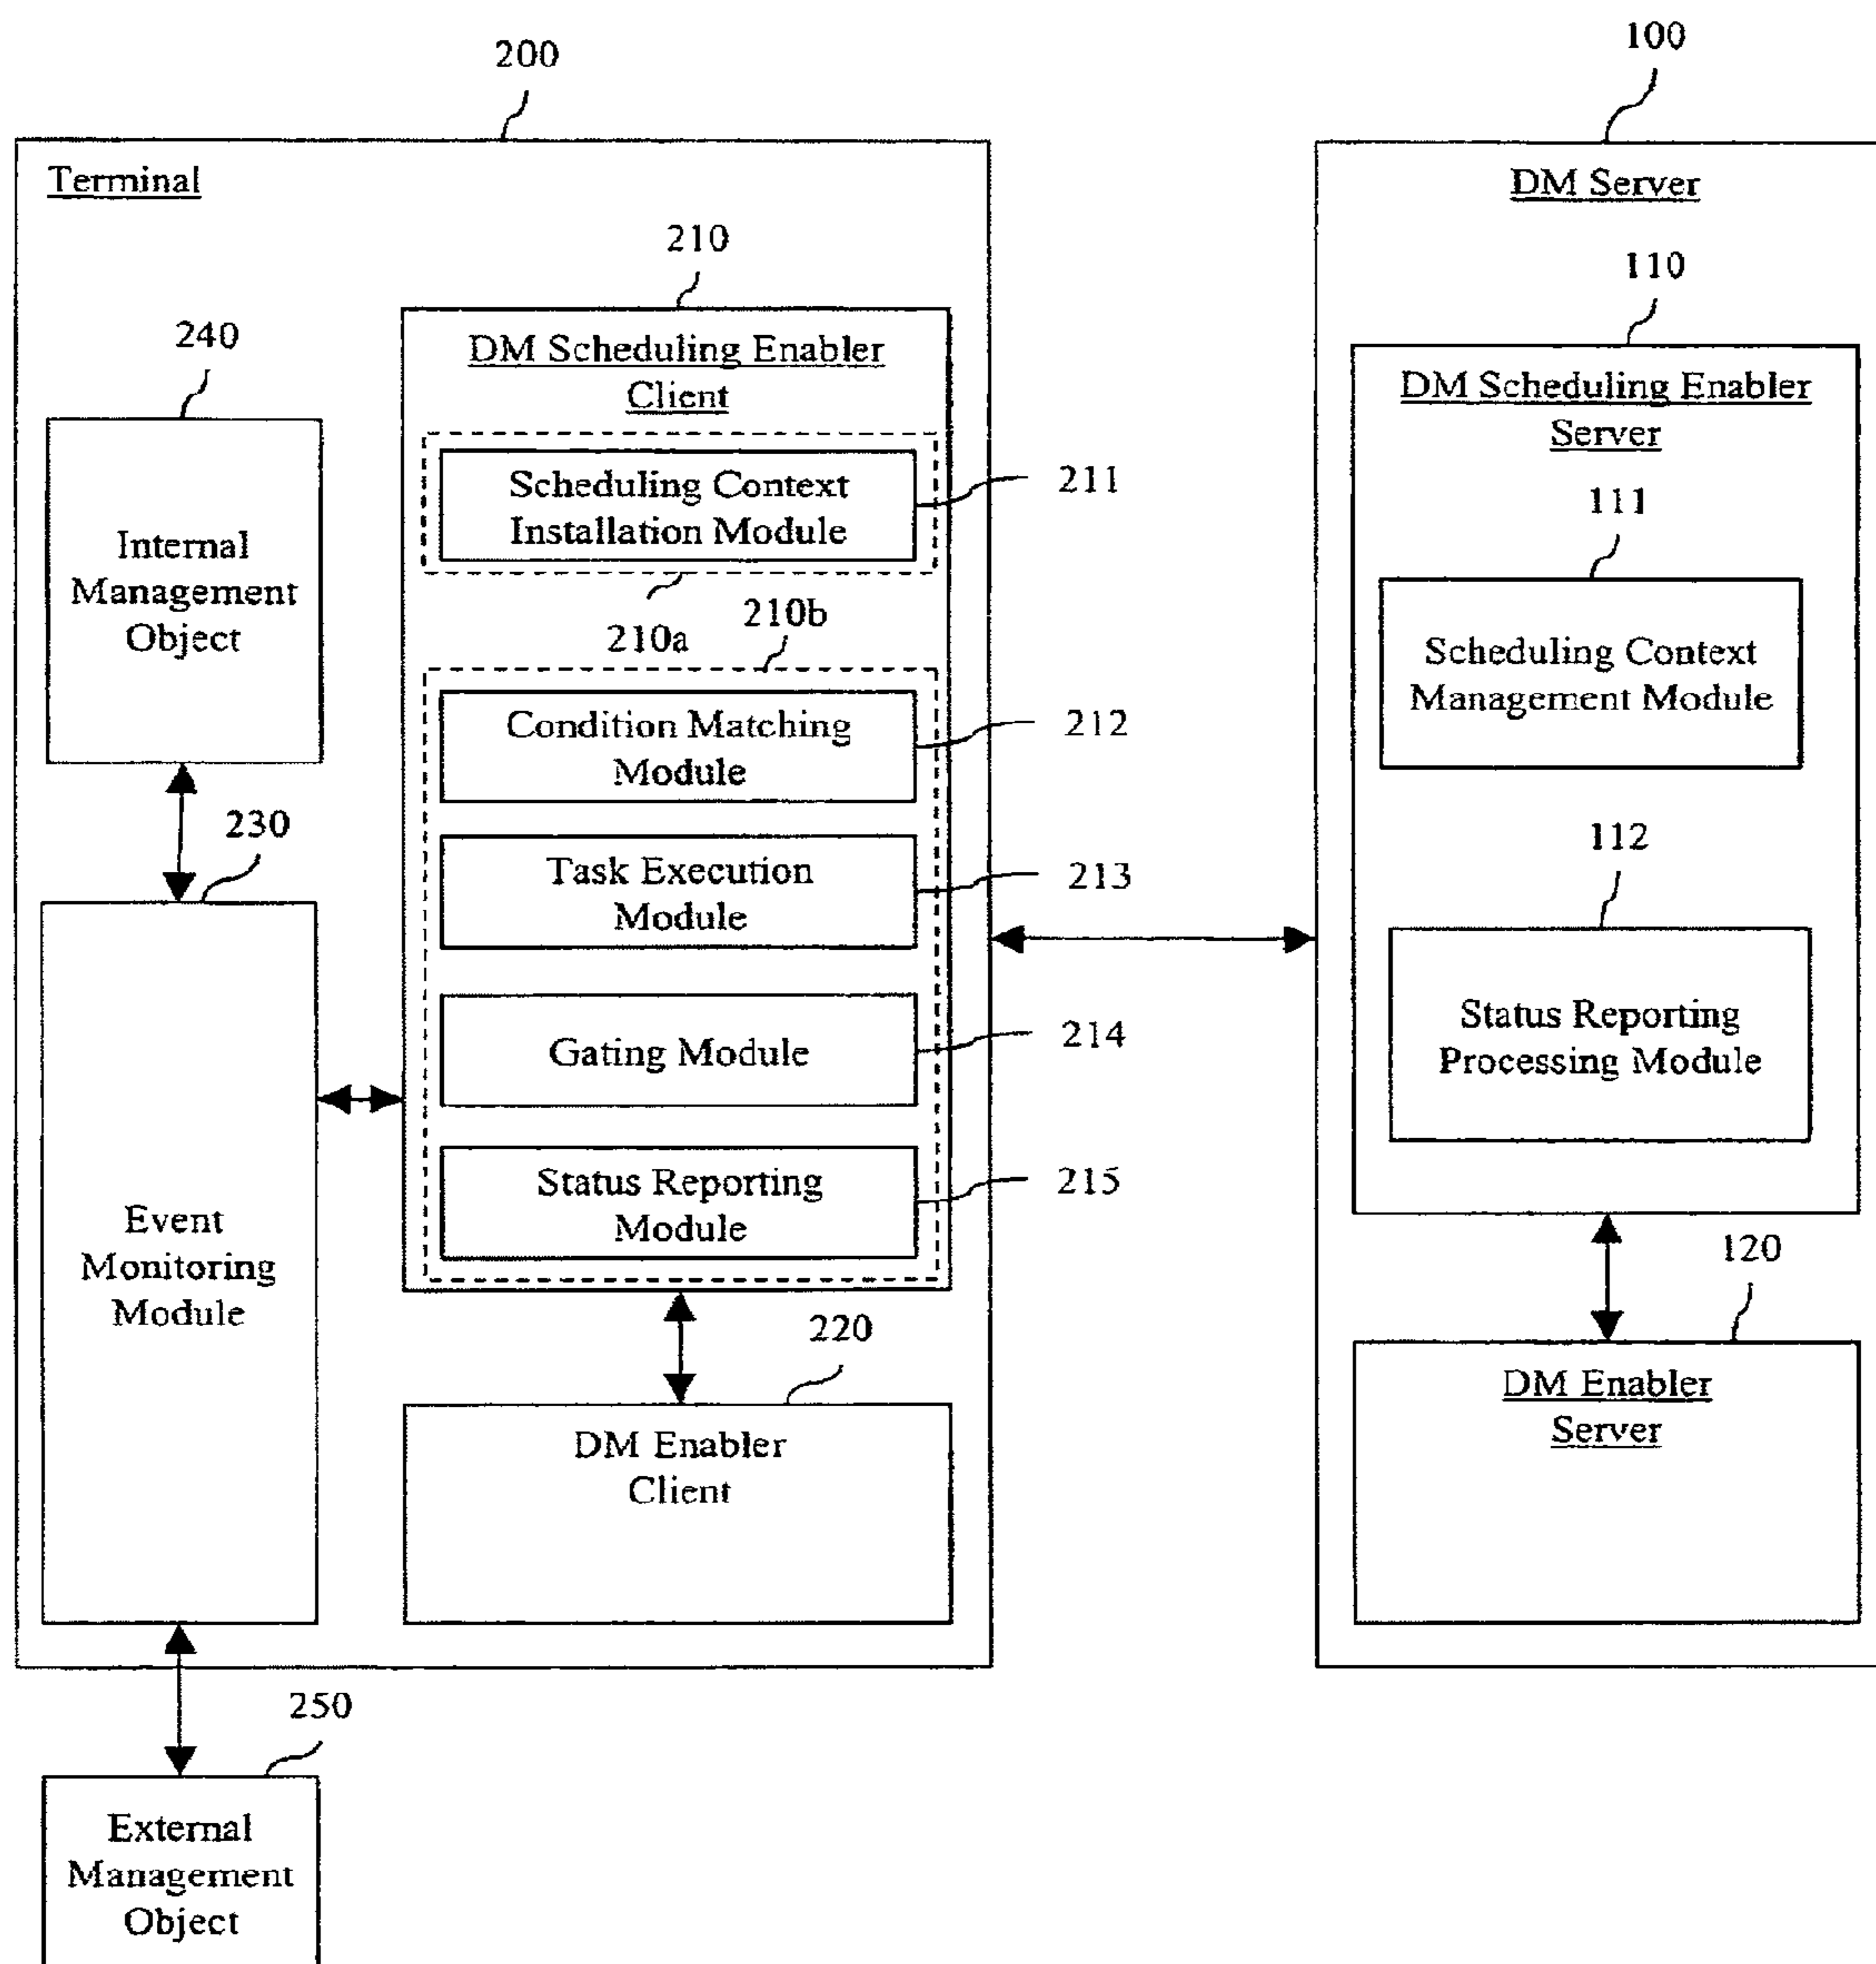 200
100
Terminal
DM Server
210
110
240
DM Scheduling Enabler
Client
DM Scheduling Enabler
Server
Scheduling Context
Installation Module
211
111
Internal
Management
Object
210a
210b
Scheduling Context
Management Module
Condition Matching
Module
212
230
112
Task Execution
Module
213
Gating Module
214
Status Reporting
Processing Module
Status Reporting
Module
215
Event
Monitoring
Module
120
220
DM Enabler
Server
DM Enabler
Client
250
External
Management
Object